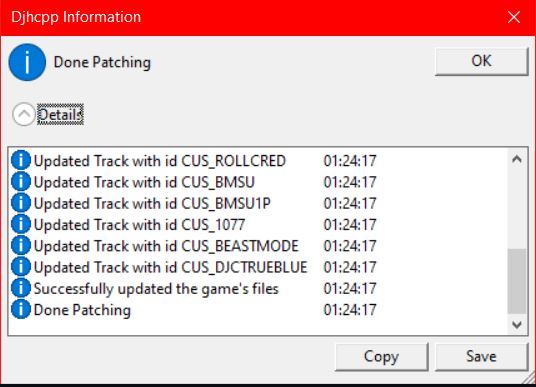 Djhcpp Information
Done Patching
OK
Details
Updated Track with id CUS_ROLLCRED 01:24:17
Updated Track with id CUS_BMSU 01:24:17
Updated Track with id CUS_BMSU1P 01:24:17
Updated Track with id CUS_1077 01:24:17
Updated Track with id CUS_BEASTMODE 01:24:17
Updated Track with id CUS_DJCTRUEBLUE 01:24:17
Successfully updated the game's files 01:24:17
Done Patching 01:24:17
Copy
Save